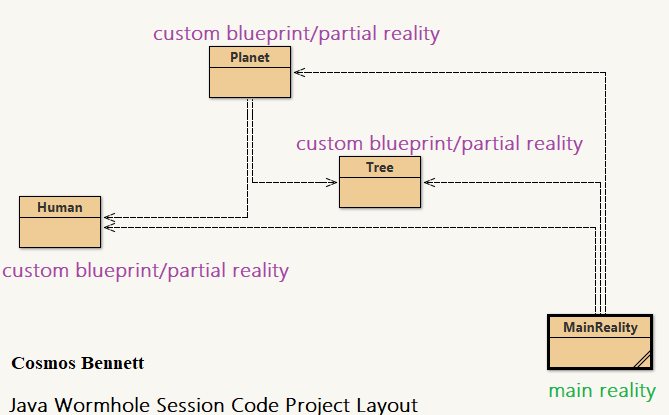 custom blueprint/partial reality
Planet
custom blueprint/partial reality
Tree
Human
custom blueprint/partial reality
MainReality
main reality
Cosmos Bennett
Java Wormhole Session Code Project Layout